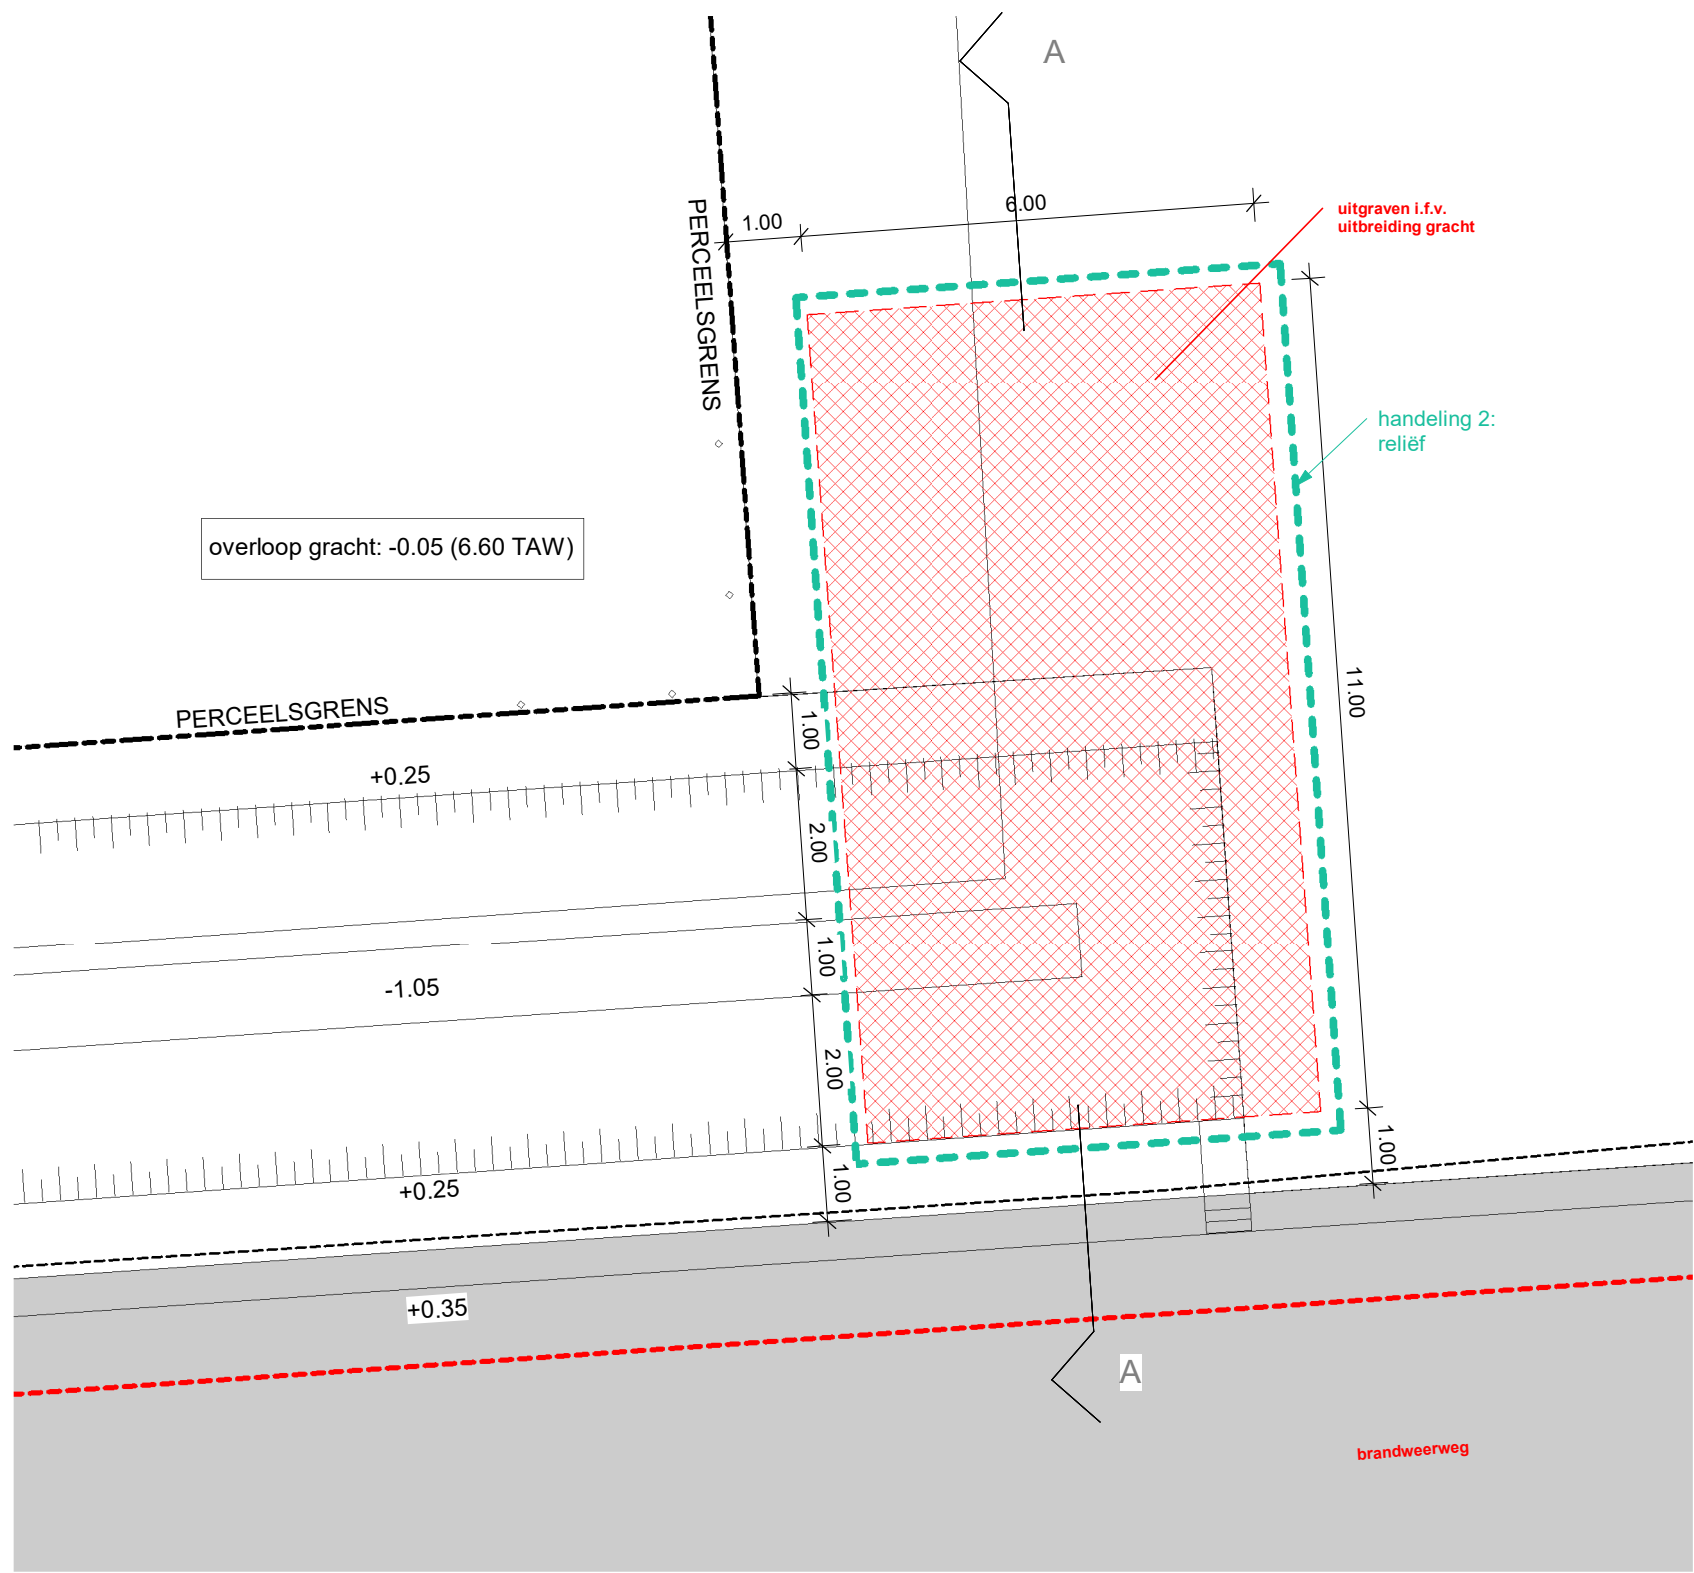 A
6.00
1.00
uitgraven i.f.v.
uitbreiding gracht
PERCEELSGRENS
handeling 2:
reliëf
overloop gracht: -0.05 (6.60 TAW)
11.00
PERCEELSGRENS
1.00
+0.25
2.00
1.00
-1.05
2.00
1.00
+0.25
1.00
+0.35
A
brandweerweg